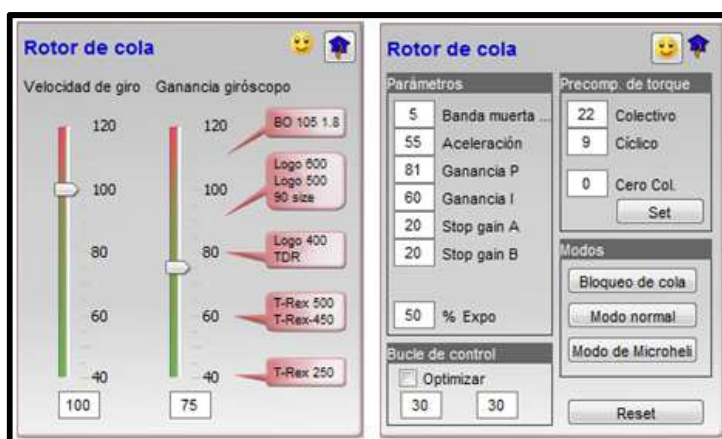 Rotor de cola
Velocidad de giro Ganancia giróscopo
120 120
100 100
80 80
60 60
40 40
BO 105 1.8
Logo 600
Logo 500
90 size
Logo 400
TDR
T-Rex 500
T-Rex-450
T-Rex 250
100 75
Rotor de cola
Parámetros
5 Banda muerta ...
55 Aceleración
81 Ganancia P
60 Ganancia I
20 Stop gain A
20 Stop gain B
50 % Expo
Bucle de control
Optimizar
30 30
Precomp. de torque
22 Colectivo
9 Cíclico
0 Cero Col.
Set
Modos
Bloqueo de cola
Modo normal
Modo de Microheli
Reset